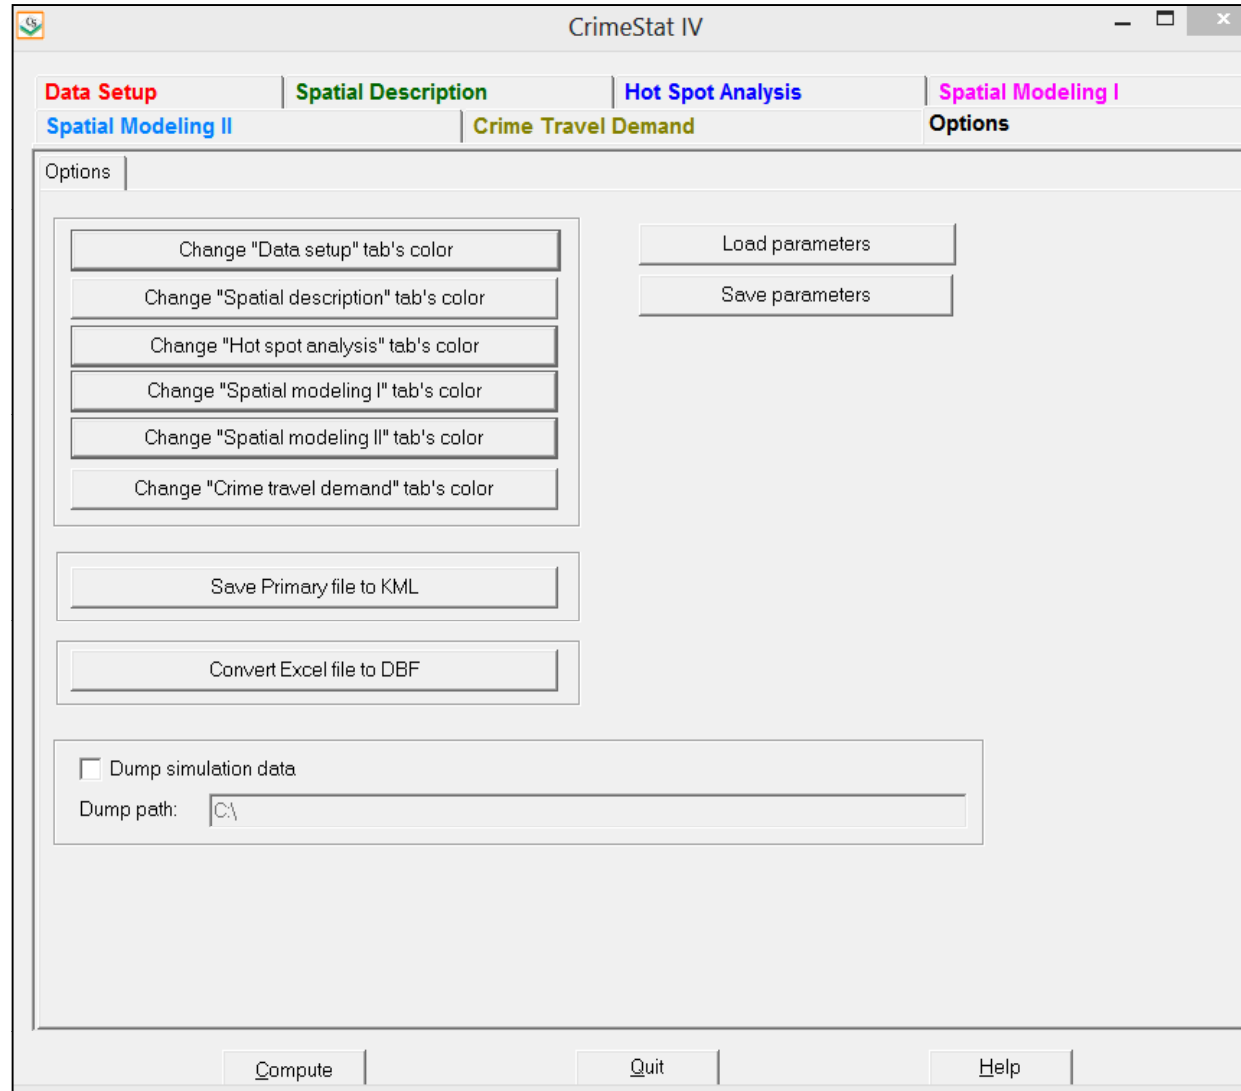 CrimeStat IV
Data Setup
Spatial Description
Hot Spot Analysis
Spatial Modeling I
Spatial Modeling II
Crime Travel Demand
Options
Options
Change "Data setup" tab's color
Change "Spatial description" tab's color
Change "Hot spot analysis" tab's color
Change "Spatial modeling I" tab's color
Change "Spatial modeling II" tab's color
Change "Crime travel demand" tab's color
Load parameters
Save parameters
Save Primary file to KML
Convert Excel file to DBF
Dump simulation data
Dump path: C:\
Compute
Quit
Help